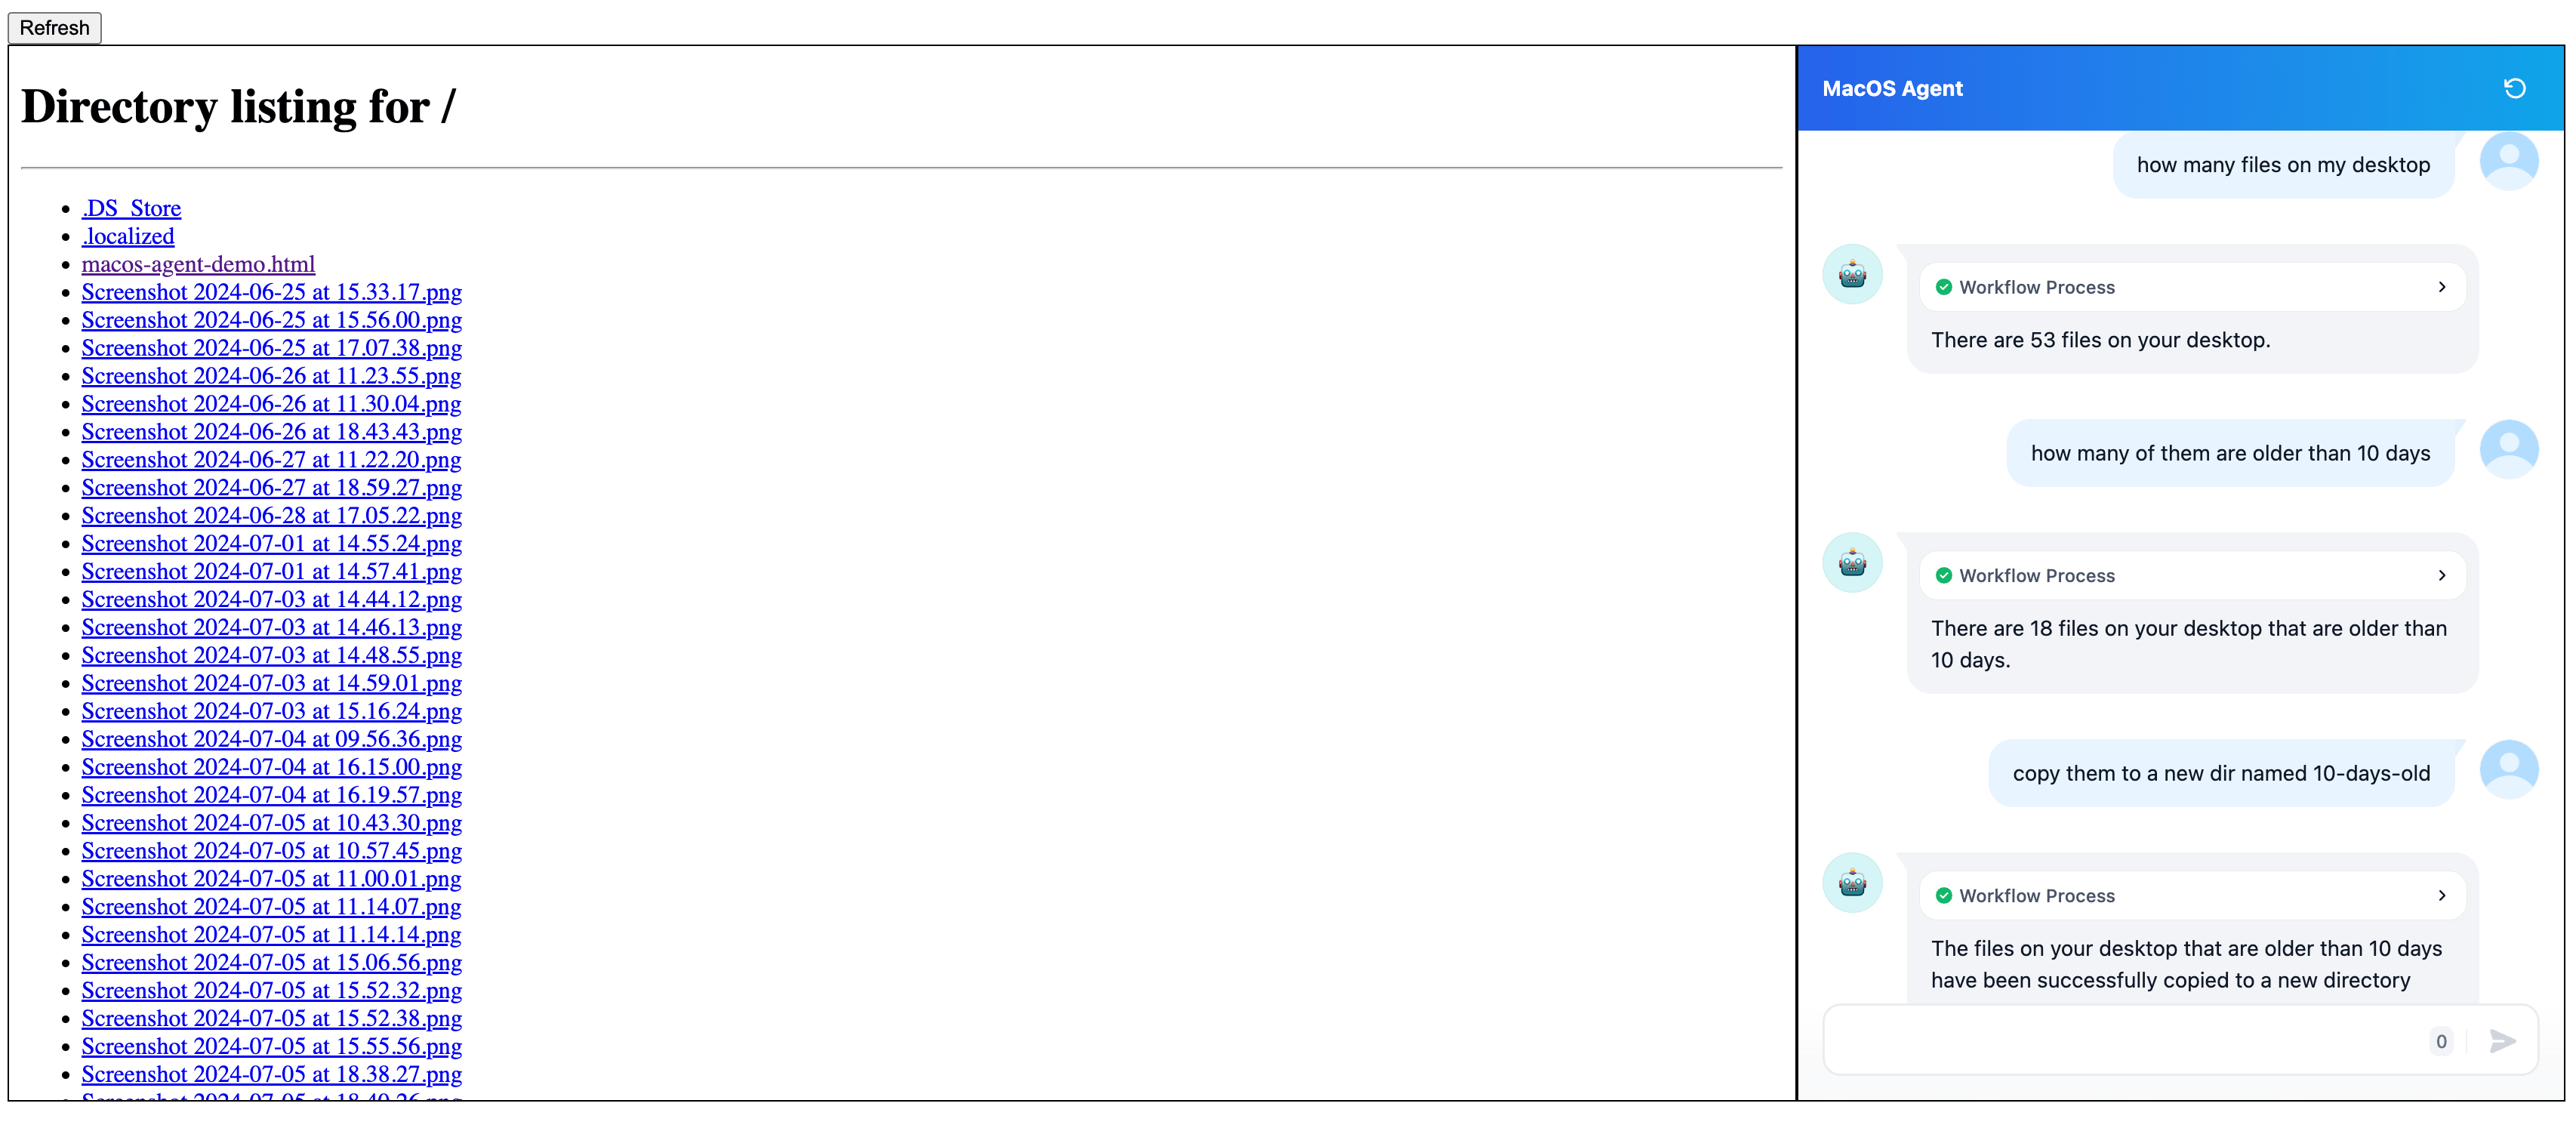 Refresh
Directory listing for /
.DS_Store
.localized
macos-agent-demo.html
Screenshot 2024-06-25 at 15.33.17.png
Screenshot 2024-06-25 at 15.56.00.png
Screenshot 2024-06-25 at 17.07.38.png
Screenshot 2024-06-26 at 11.23.55.png
Screenshot 2024-06-26 at 11.30.04.png
Screenshot 2024-06-26 at 18.43.43.png
Screenshot 2024-06-27 at 11.22.20.png
Screenshot 2024-06-27 at 18.59.27.png
Screenshot 2024-06-28 at 17.05.22.png
Screenshot 2024-07-01 at 14.55.24.png
Screenshot 2024-07-01 at 14.57.41.png
Screenshot 2024-07-03 at 14.44.12.png
Screenshot 2024-07-03 at 14.46.13.png
Screenshot 2024-07-03 at 14.48.55.png
Screenshot 2024-07-03 at 14.59.01.png
Screenshot 2024-07-03 at 15.16.24.png
Screenshot 2024-07-04 at 09.56.36.png
Screenshot 2024-07-04 at 16.15.00.png
Screenshot 2024-07-04 at 16.19.57.png
Screenshot 2024-07-05 at 10.43.30.png
Screenshot 2024-07-05 at 10.57.45.png
Screenshot 2024-07-05 at 11.00.01.png
Screenshot 2024-07-05 at 11.14.07.png
Screenshot 2024-07-05 at 11.14.14.png
Screenshot 2024-07-05 at 15.06.56.png
Screenshot 2024-07-05 at 15.52.32.png
Screenshot 2024-07-05 at 15.52.38.png
Screenshot 2024-07-05 at 15.55.56.png
Screenshot 2024-07-05 at 18.38.27.png
MacOS Agent
how many files on my desktop
Workflow Process
There are 53 files on your desktop.
how many of them are older than 10 days
Workflow Process
There are 18 files on your desktop that are older than
10 days.
copy them to a new dir named 10-days-old
Workflow Process
The files on your desktop that are older than 10 days
have been successfully copied to a new directory
0